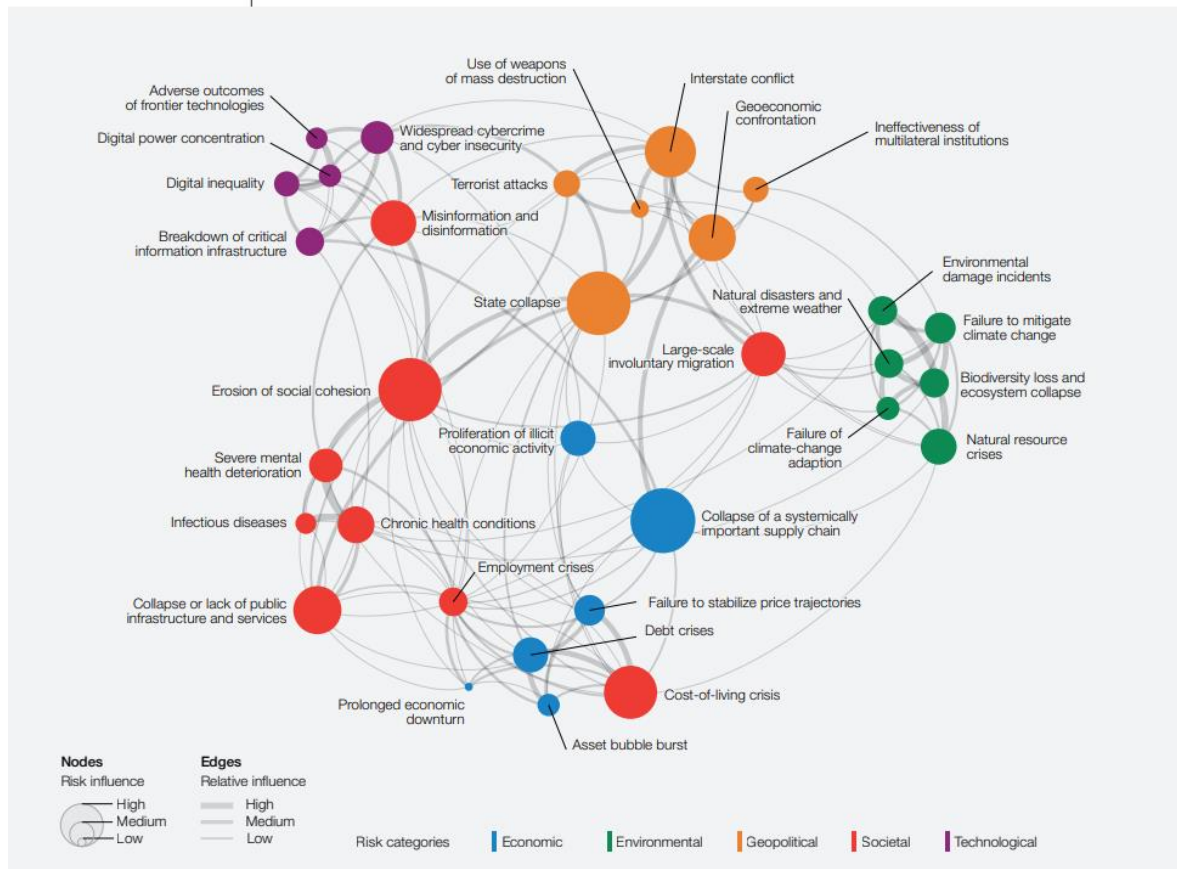 Use of weapons
of mass destruction
Interstate conflict
Adverse outcomes
of frontier technologies
Geoeconomic
confrontation
Digital power concentration
Widespread cybercrime
and cyber insecurity
Ineffectiveness of
multilateral institutions
Digital inequality
Terrorist attacks
Misinformation and
disinformation
Breakdown of critical
information infrastructure
Environmental
damage incidents
State collapse
Natural disasters and
extreme weather
Failure to mitigate
climate change
Large-scale
involuntary migration
Erosion of social cohesion
Biodiversity loss and
ecosystem collapse
Proliferation of illicit
economic activity
Failure of
climate-change
adaption
Natural resource
crises
Severe mental
health deterioration
Infectious diseases
Chronic health conditions
Collapse of a systemically
important supply chain
Employment crises
Collapse or lack of public
infrastructure and services
Failure to stabilize price trajectories
Debt crises
Prolonged economic
downturn
Cost-of-living crisis
Asset bubble burst
Nodes
Risk influence
High
Medium
Low
Edges
Relative influence
High
Medium
Low
Risk categories
Economic
Environmental
Geopolitical
Societal
Technological